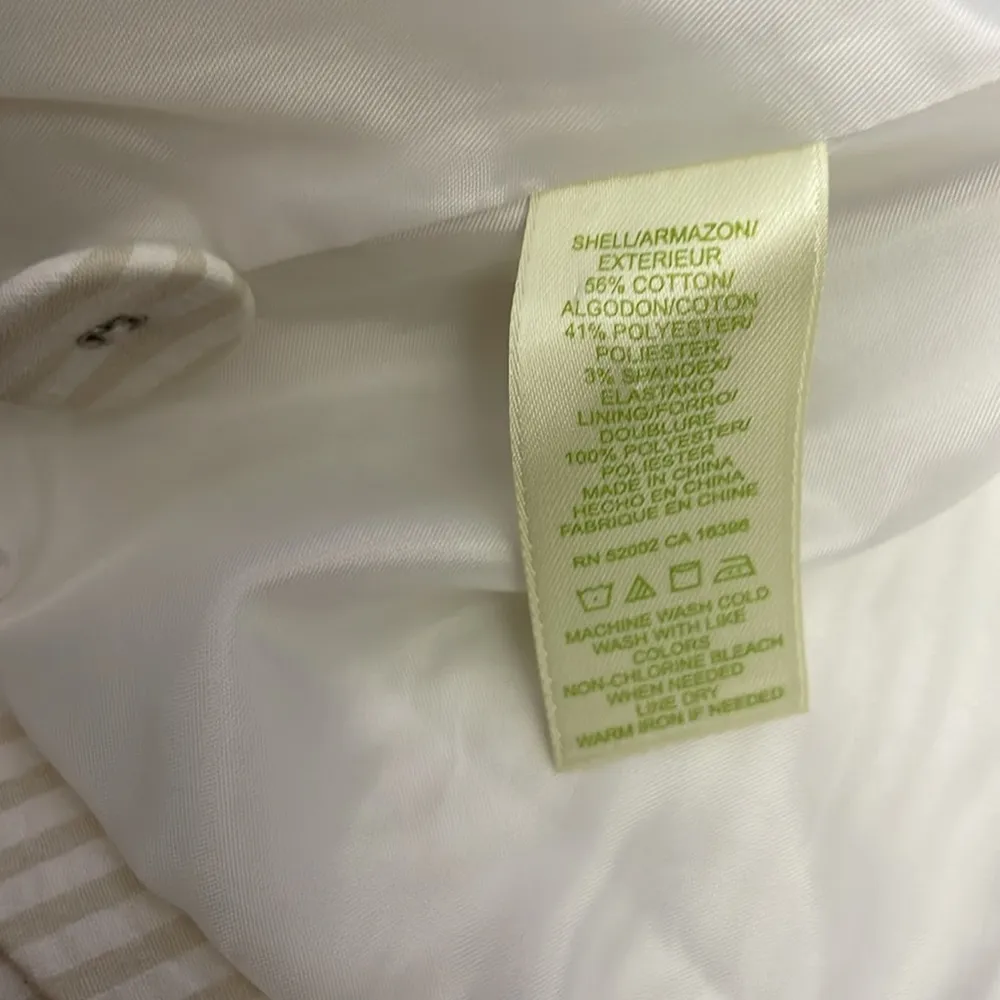 SHELL/ARMAZON/
EXTERIEUR
56% COTTON/
ALGODON/COTON
41% POLYESTER/
POLIESTER
3% SPANDEX/
ELASTANO
LINING/FORRO/
DOUBLURE
100% POLYESTER/
POLIESTER
MADE IN CHINA
HECHO EN CHINA
FABRIQUE EN CHINE
RN 52002 CA 16396
MACHINE WASH COLD
WASH WITH LIKE
COLORS
NON-CHLORINE BLEACH
WHEN NEEDED
LINE DRY
WARM IRON IF NEEDED